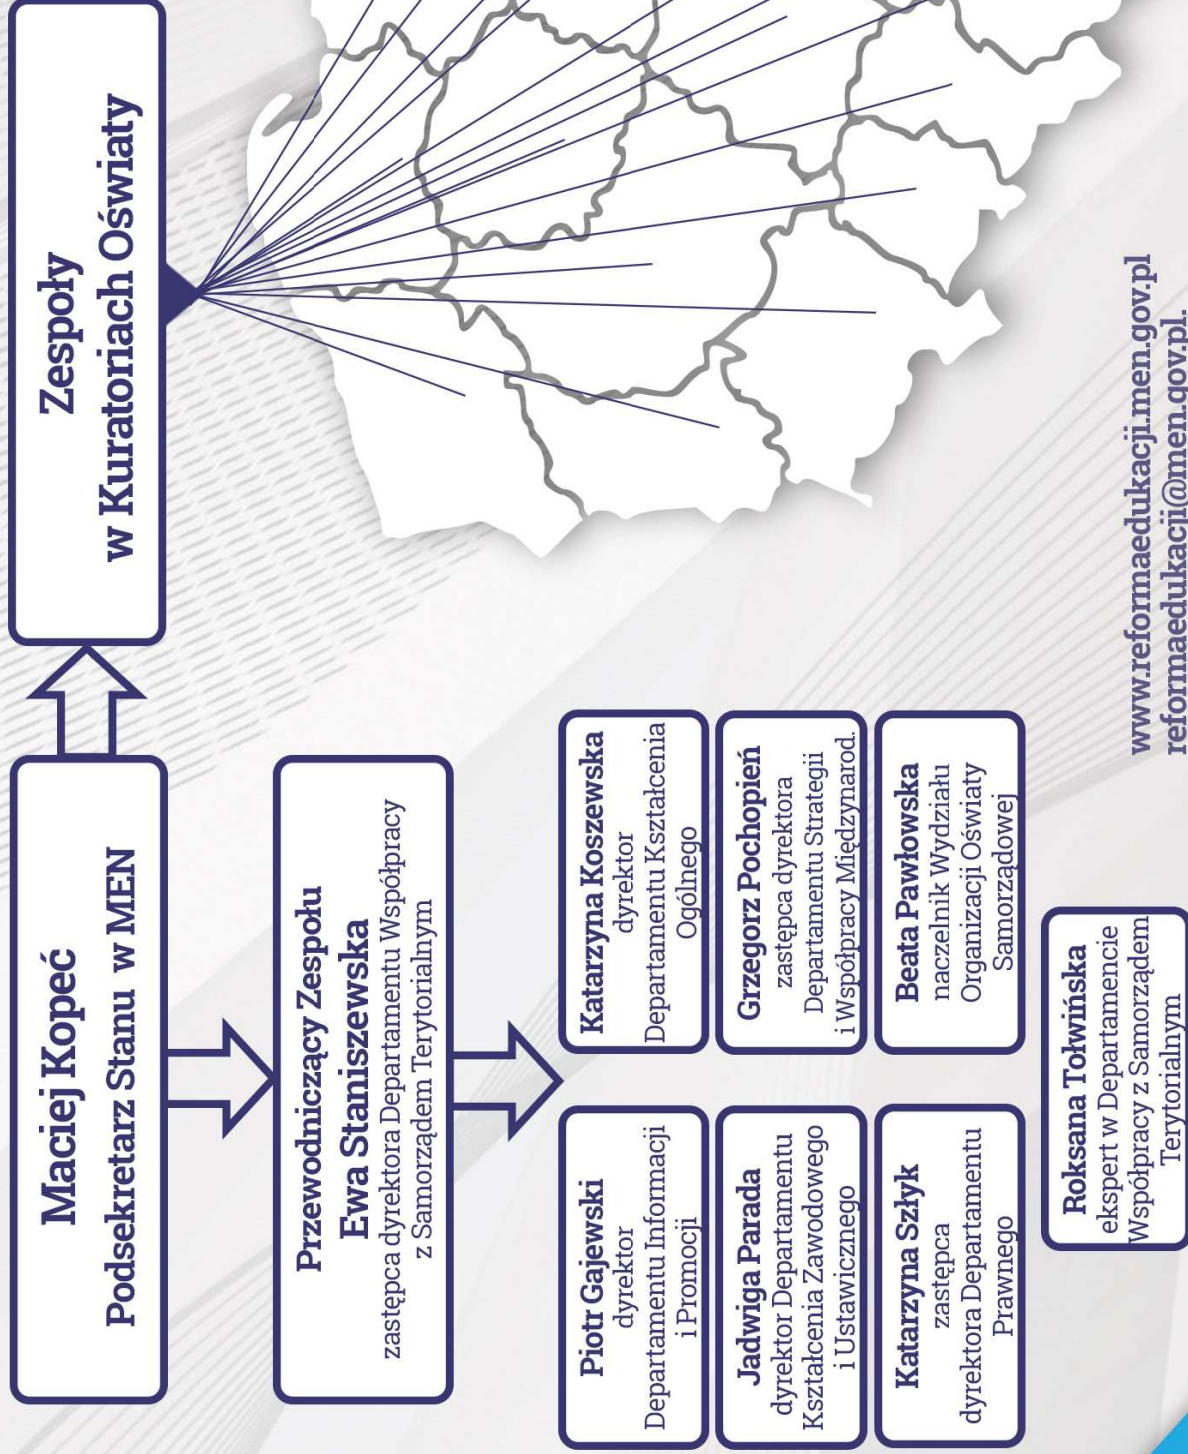 Maciej Kopeć
Podsekretarz Stanu w MEN
Zespoły
w Kuratoriach Oświaty
Przewodniczący Zespołu
Ewa Staniszewska
zastępca dyrektora Departamentu Współpracy
z Samorządem Terytorialnym
Piotr Gajewski
dyrektor
Departamentu Informacji
i Promocji
Katarzyna Koszewska
dyrektor
Departamentu Kształcenia
Ogólnego
Jadwiga Parada
dyrektor Departamentu
Kształcenia Zawodowego
i Ustawicznego
Grzegorz Pochopień
zastępca dyrektora
Departamentu Strategii
i Współpracy Międzynarod.
Katarzyna Szłyk
zastępca
dyrektora Departamentu
Prawnego
Beata Pawłowska
naczelnik Wydziału
Organizacji Oświaty
Samorządowej
Roksana Tołwińska
ekspert w Departamencie
Współpracy z Samorządem
Terytorialnym
www.reformaedukacji.men.gov.pl
reformaedukacji@men.gov.pl.